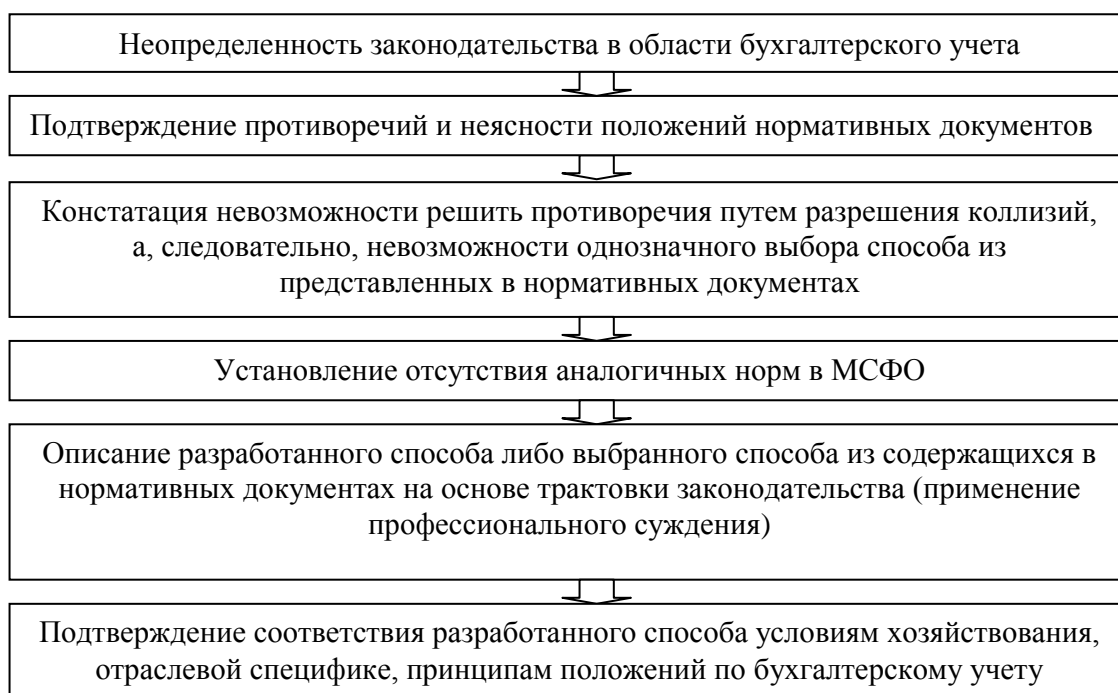 Неопределенность законодательства в области бухгалтерского учета
Подтверждение противоречий и неясности положений нормативных документов
Констатация невозможности решить противоречия путем разрешения коллизий,
а, следовательно, невозможности однозначного выбора способа из
представленных в нормативных документах
Установление отсутствия аналогичных норм в МСФО
Описание разработанного способа либо выбранного способа из содержащихся в
нормативных документах на основе трактовки законодательства (применение
профессионального суждения)
Подтверждение соответствия разработанного способа условиям хозяйствования,
отраслевой специфике, принципам положений по бухгалтерскому учету